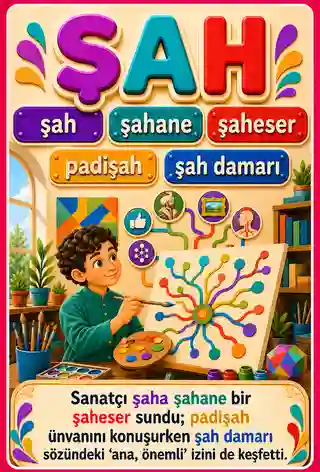 ŞAH
şah şahane şaheser
padişah şah damarı
Sanatçı şaha şahane bir
şaheser sundu; padişah
ünvanını konuşurken şah damarı
sözündeki 'ana, önemli' izini de keşfetti.